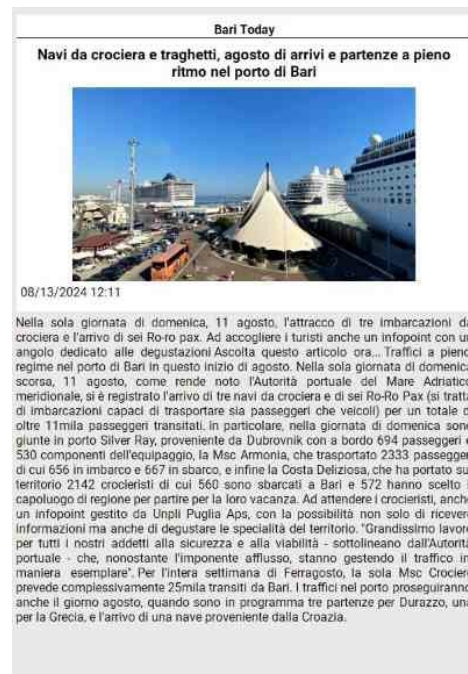 Bari Today
Navi da crociera e traghetti, agosto di arrivi e partenze a pieno
ritmo nel porto di Bari
08/13/2024 12:11
Nella sola giornata di domenica, 11 agosto, l'attracco di tre imbarcazioni
crociera e l'arrivo di sei Ro-ro pax. Ad accogliere i turisti anche un infopoint con
angolo dedicato alle degustazioni Ascolta questo articolo ora... Traffici a pieno
regime nel porto di Bari in questo inizio di agosto. Nella sola giornata di domenica
scorsa, 11 agosto, come rende noto l'Autorità portuale del Mare Adriatico
meridionale, si è registrato l'arrivo di tre navi da crociera e di sei Ro-Ro Pax (si tratta
di imbarcazioni capaci di trasportare sia passeggeri che veicoli) per un totale
oltre 11mila passeggeri transitati. in particolare, nella giornata di domenica
giunte in porto Silver Ray, proveniente da Dubrovnik con a bordo 694 passeggeri
530 componenti dell'equipaggio, la Msc Armonia, che trasportato 2333
di cui 656 in imbarco e 667 in sbarco, e infine la Costa Deliziosa, che ha portato
territorio 2142 crocieristi di cui 560 sono sbarcati a Bari e 572 hanno scelto
capoluogo di regione per partire per la loro vacanza. Ad attendere i crocieristi,
un infopoint gestito da Unpli Puglia Aps, con la possibilità non solo di
informazioni ma anche di degustare le specialità del territorio. "Grandissimo lavoro
per tutti i nostri addetti alla sicurezza e alla viabilità - sottolineano dall'Autorità
portuale - che, nonostante l'imponente afflusso, stanno gestendo il traffico
maniera esemplare". Per l'intera settimana di Ferragosto, la sola Msc
prevede complessivamente 25mila transiti da Bari. I traffici nel porto proseguiranno
anche il giorno agosto, quando sono in programma tre partenze per Durazzo,
per la Grecia, e l'arrivo di una nave proveniente dalla Croazia.